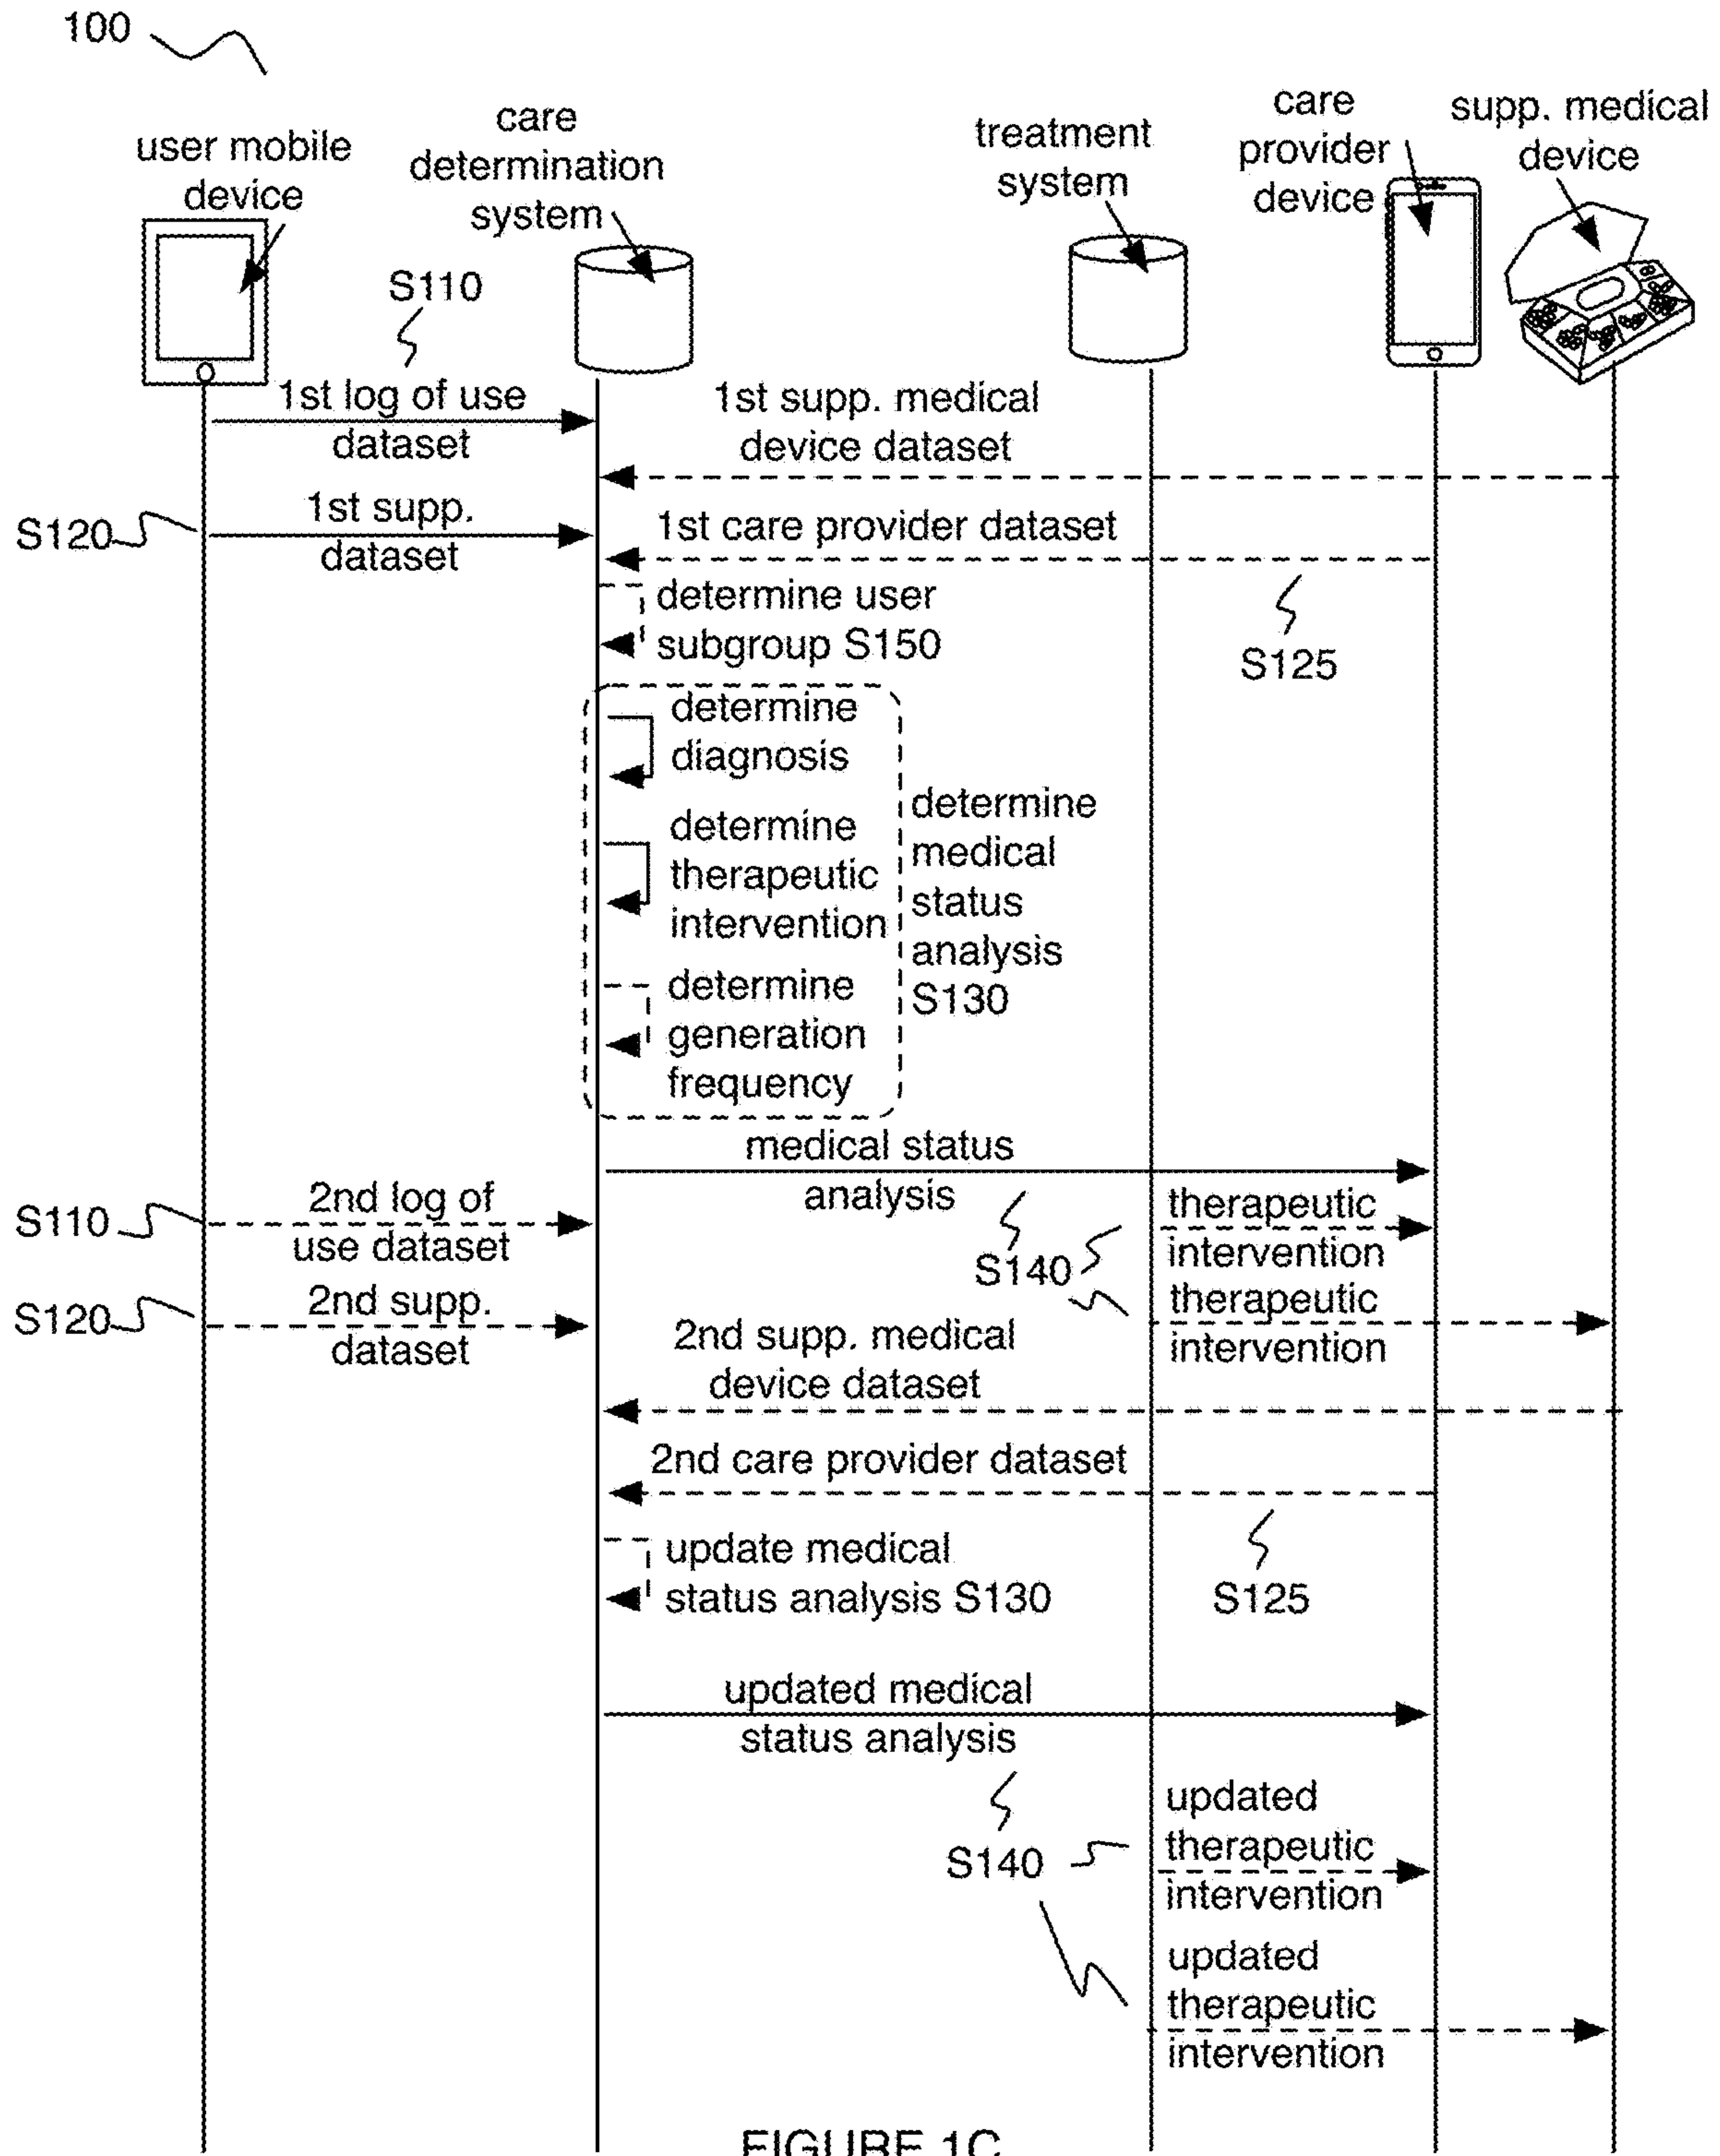 100
user mobile
device
care
determination
system
treatment
system
care
provider
device
supp. medical
device
S110
1st log of use
dataset
1st supp. medical
device dataset
S120
1st supp.
dataset
1st care provider dataset
S125
determine user
subgroup S150
determine
diagnosis
determine
therapeutic
intervention
determine
generation
frequency
determine
medical
status
analysis
S130
medical status
analysis
S110
2nd log of
use dataset
S140
therapeutic
intervention
S120
2nd supp.
dataset
therapeutic
intervention
2nd supp. medical
device dataset
2nd care provider dataset
S125
update medical
status analysis S130
updated medical
status analysis
S140
updated
therapeutic
intervention
updated
therapeutic
intervention
FIGURE 1C